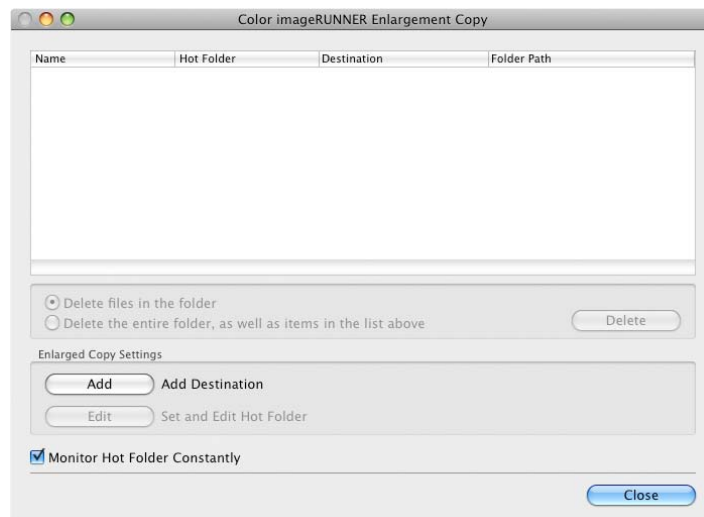 Color imageRUNNER Enlargement Copy
Name Hot Folder Destination Folder Path
Delete files in the folder
Delete the entire folder, as well as items in the list above
Delete
Enlarged Copy Settings
Add Add Destination
Edit Set and Edit Hot Folder
Monitor Hot Folder Constantly
Close